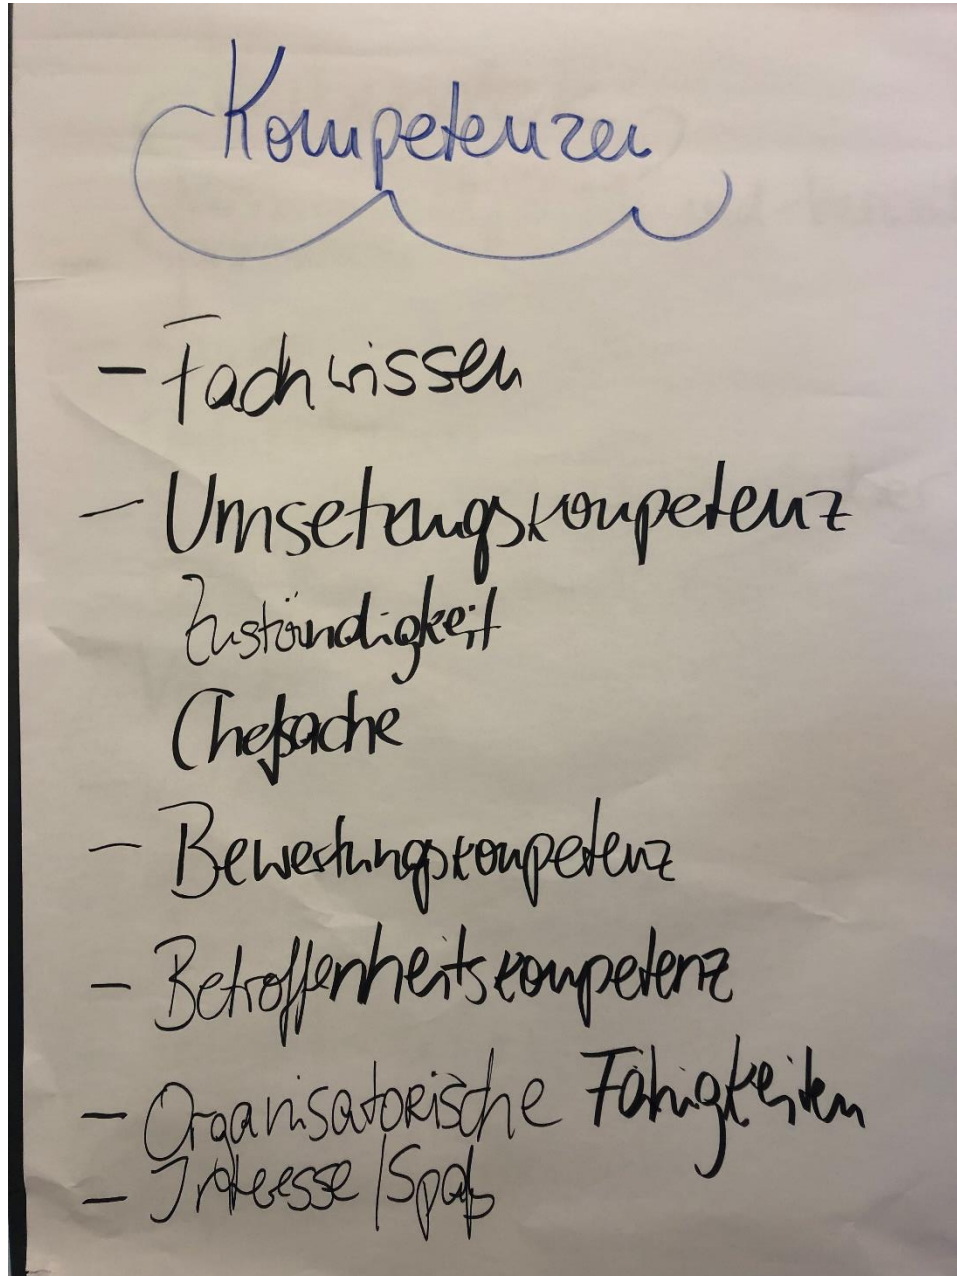 Kompetenzen
- Fachwissen
- Umsetzungskompetenz
Zuständigkeit
Chefsache
- Bewertungskompetenz
- Betroffenheitskompetenz
- Organisatorische Fähigkeiten
- Interesse/Spaß